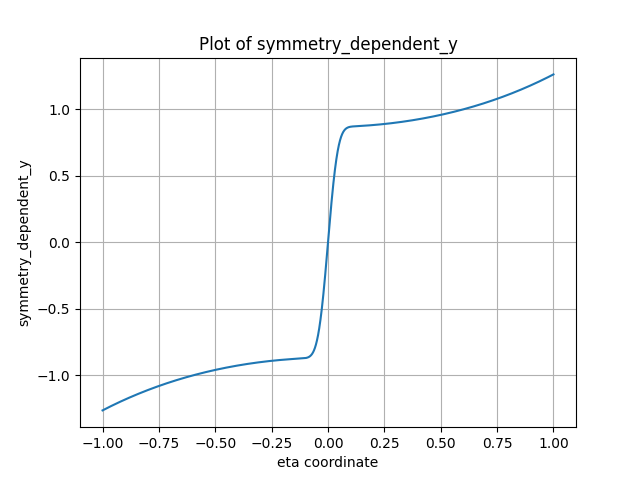 Plot of symmetry_dependent_y
symmetry_dependent_y
1.0
0.5
0.0
−0.5
−1.0
−1.00 −0.75 −0.50 −0.25 0.00 0.25 0.50 0.75 1.00
eta coordinate